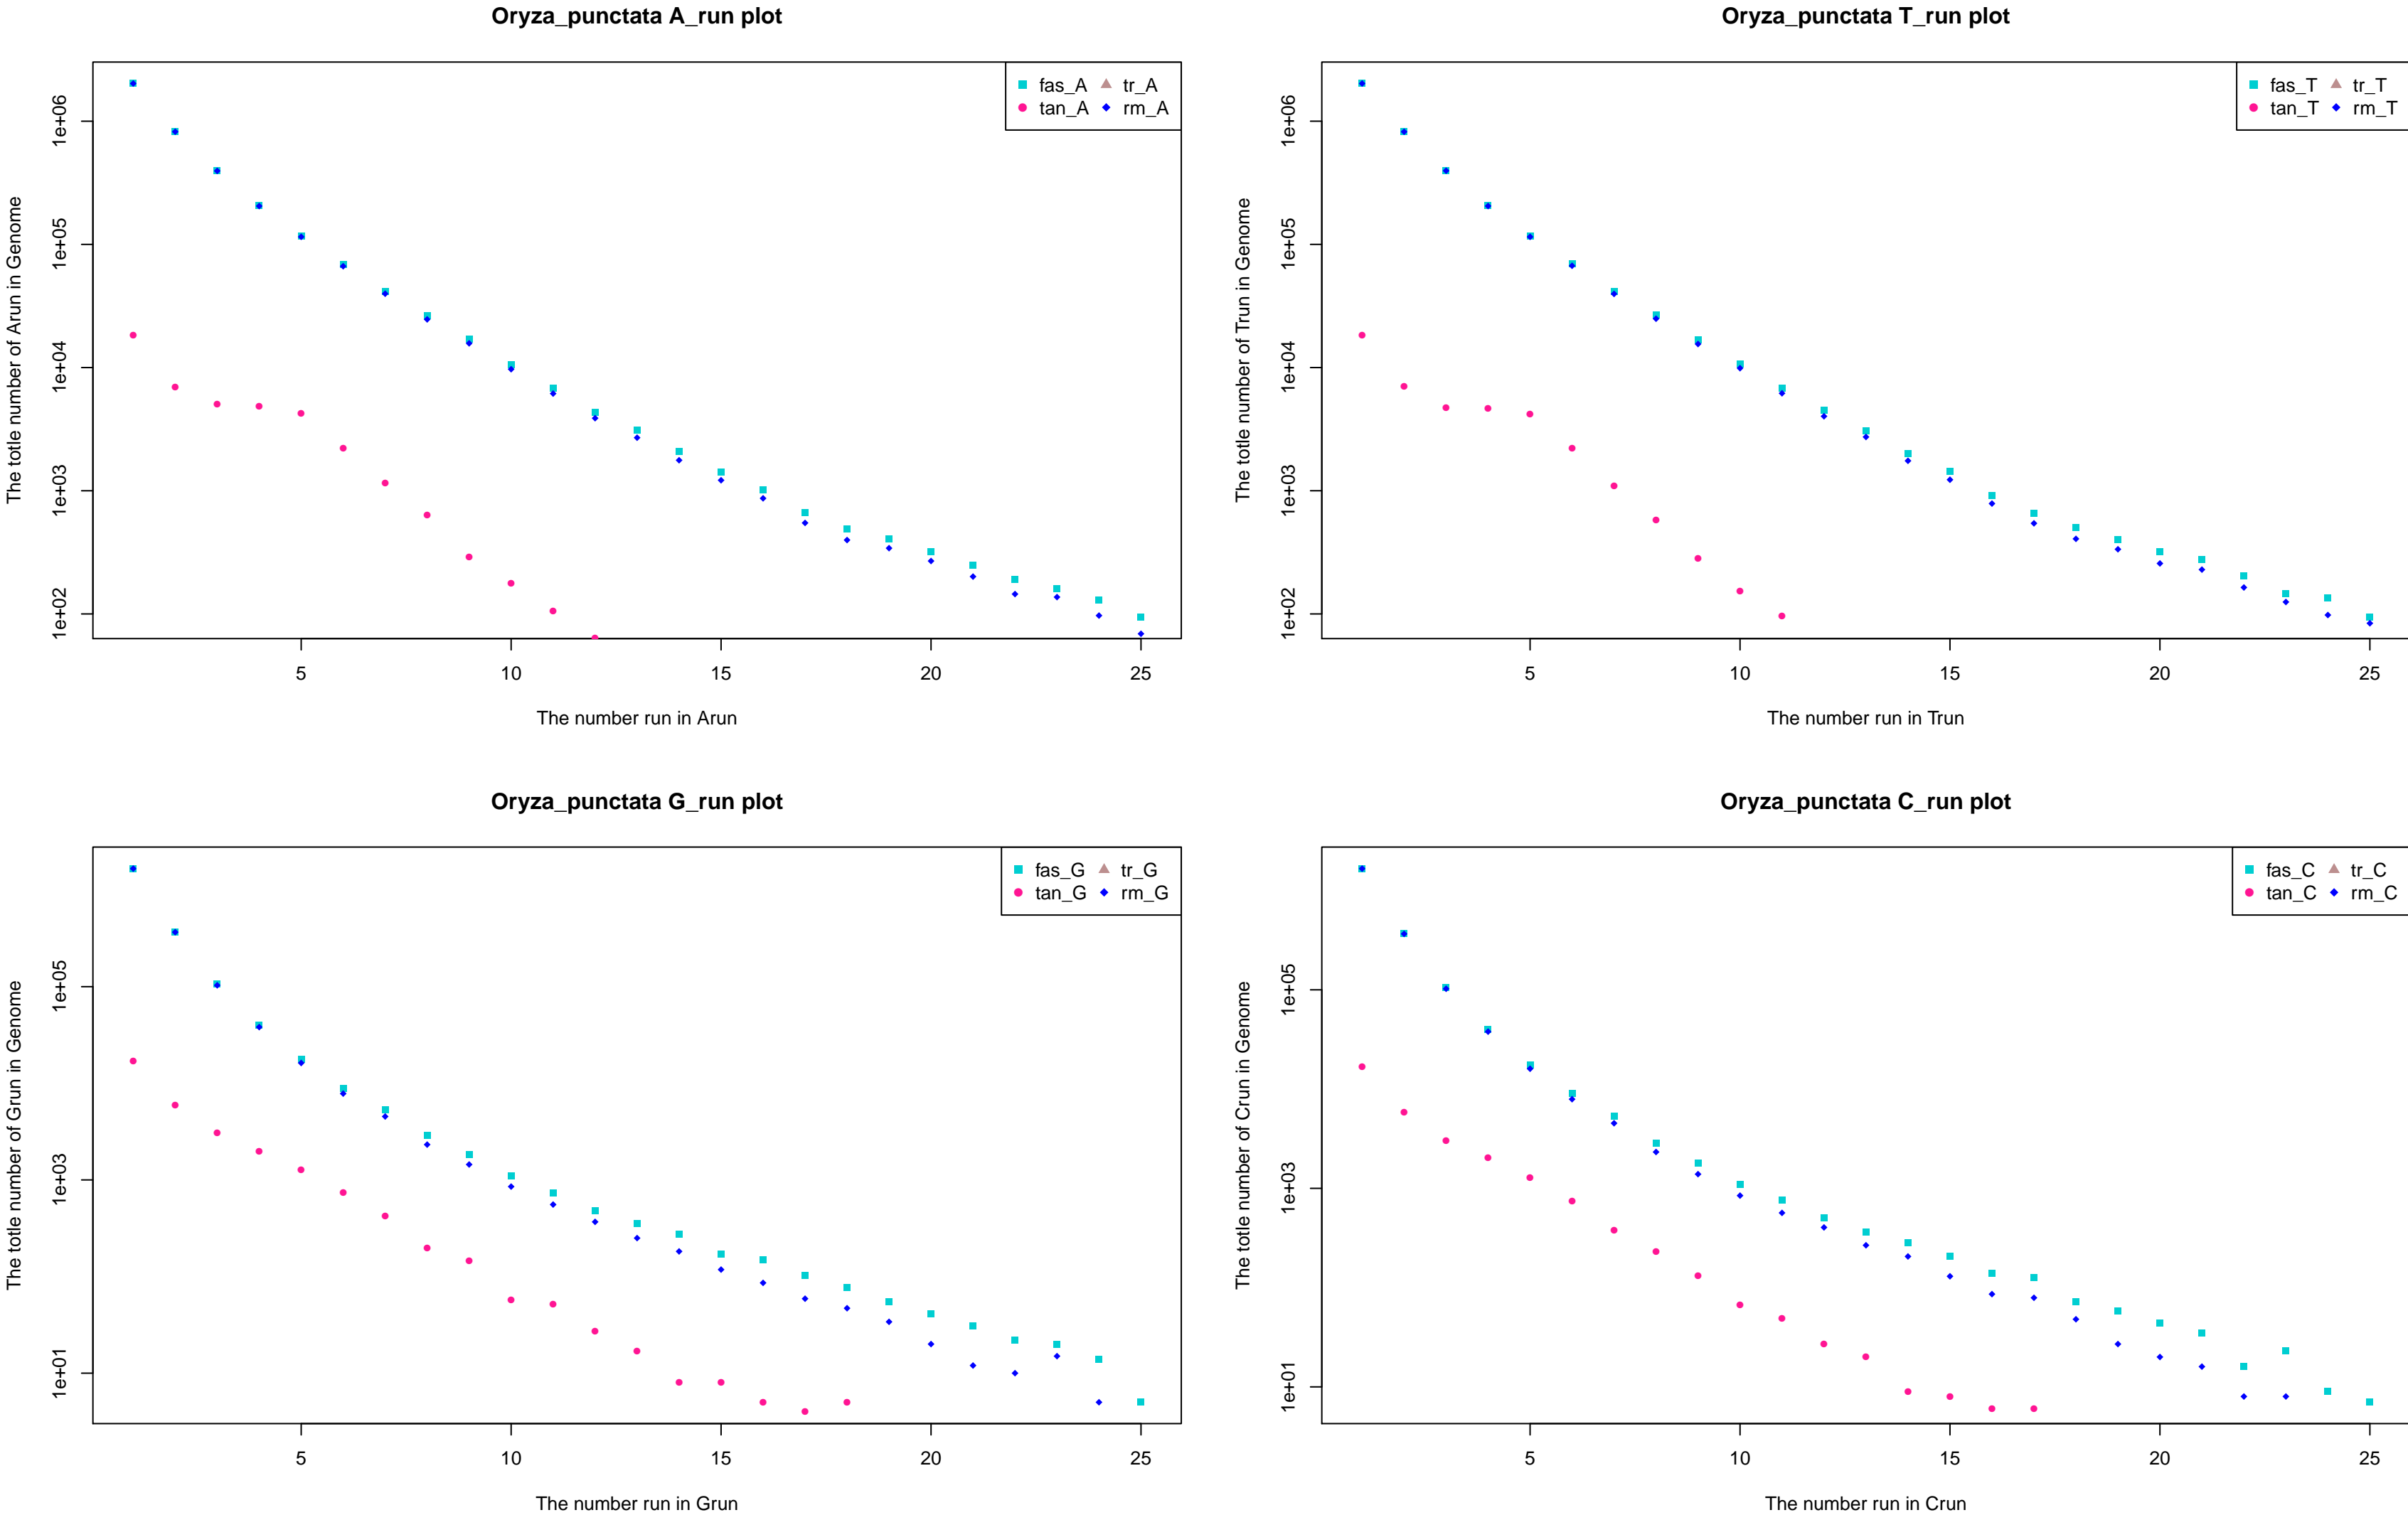 Oryza_punctata A_run plot
The totle number of Arun in Genome
1e+02 1e+03 1e+04 1e+05 1e+06
fas_A tr_A
tan_A rm_A
5 10 15 20 25
The number run in Arun
Oryza_punctata T_run plot
The totle number of Trun in Genome
1e+02 1e+03 1e+04 1e+05 1e+06
fas_T tr_T
tan_T rm_T
5 10 15 20 25
The number run in Trun
Oryza_punctata G_run plot
The totle number of Grun in Genome
1e+01 1e+03 1e+05
fas_G tr_G
tan_G rm_G
5 10 15 20 25
The number run in Grun
Oryza_punctata C_run plot
The totle number of Crun in Genome
1e+01 1e+03 1e+05
fas_C tr_C
tan_C rm_C
5 10 15 20 25
The number run in Crun